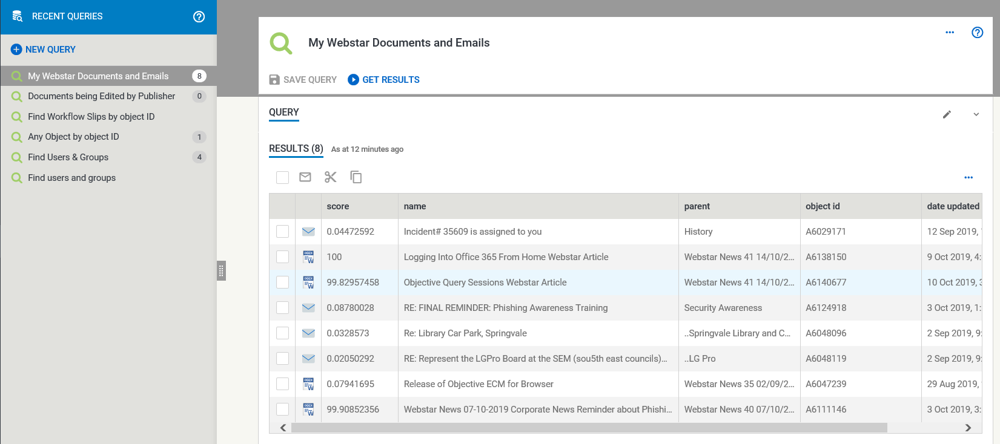 RECENT QUERIES
NEW QUERY
My Webstar Documents and Emails 8
Documents being Edited by Publisher 0
Find Workflow Slips by object ID
Any Object by object ID 1
Find Users & Groups 4
Find users and groups
My Webstar Documents and Emails
SAVE QUERY GET RESULTS
QUERY
RESULTS (8) As at 12 minutes ago
score name parent object id date updated
0.04472592 Incident# 35609 is assigned to you History A6029171 12 Sep 2019,
100 Logging Into Office 365 From Home Webstar Article Webstar News 41 14/10/2... A6138150 9 Oct 2019, 4:
99.82957458 Objective Query Sessions Webstar Article Webstar News 41 14/10/2... A6140677 10 Oct 2019, 3
0.08780028 RE: FINAL REMINDER: Phishing Awareness Training Security Awareness A6124918 3 Oct 2019, 1:
0.0328573 Re: Library Car Park, Springvale ..Springvale Library and C... A6048096 2 Sep 2019, 9:
0.02050292 RE: Represent the LGPro Board at the SEM (sou5th east councils)... ..LG Pro A6048119 2 Sep 2019, 9:
0.07941695 Release of Objective ECM for Browser Webstar News 35 02/09/2... A6047239 29 Aug 2019,
99.90852356 Webstar News 07-10-2019 Corporate News Reminder about Phishi... Webstar News 40 07/10/2... A6111146 3 Oct 2019, 3: